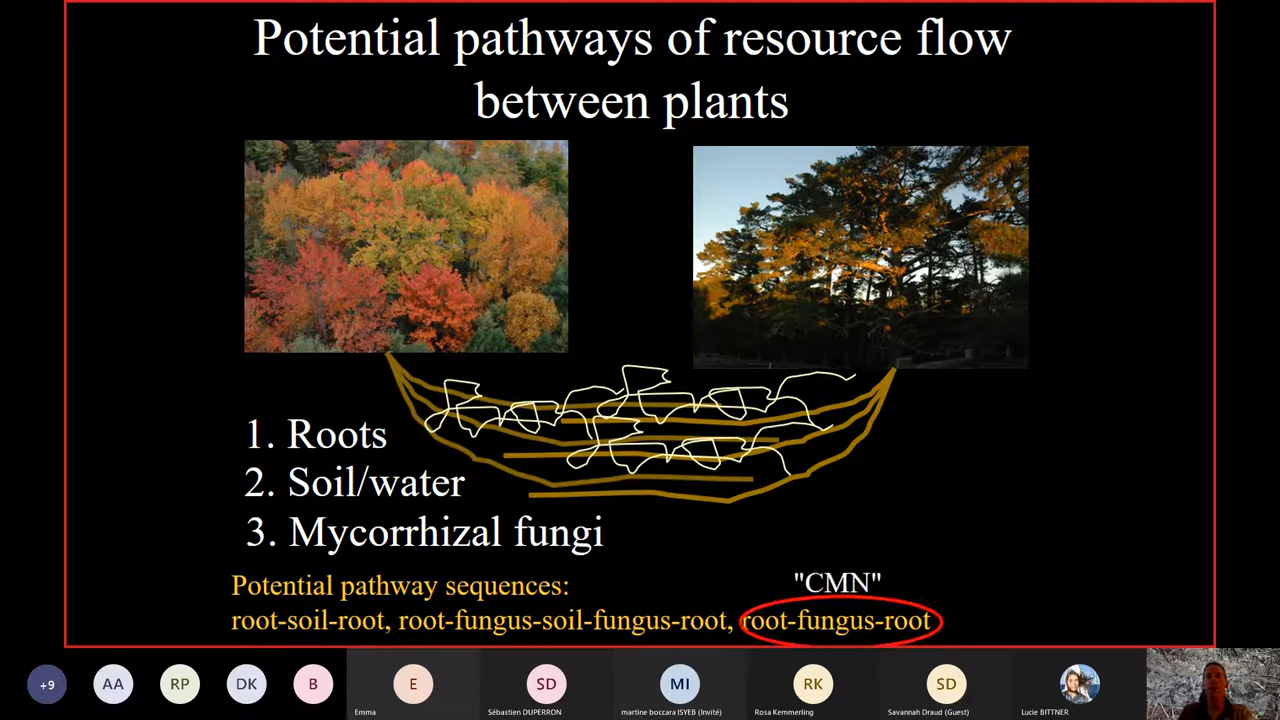 Potential pathways of resource flow
between plants
1. Roots
2. Soil/water
3. Mycorrhizal fungi
Potential pathway sequences:
"CMN"
root-soil-root, root-fungus-soil-fungus-root, root-fungus-root
+9
AA
RP
DK
B
E
SD
MI
RK
SD
Emma
Sébastien DUPERRON
martine boccara ISYEB (Invité)
Rosa Kemmerling
Savannah Draud (Guest)
Lucie BITTNER